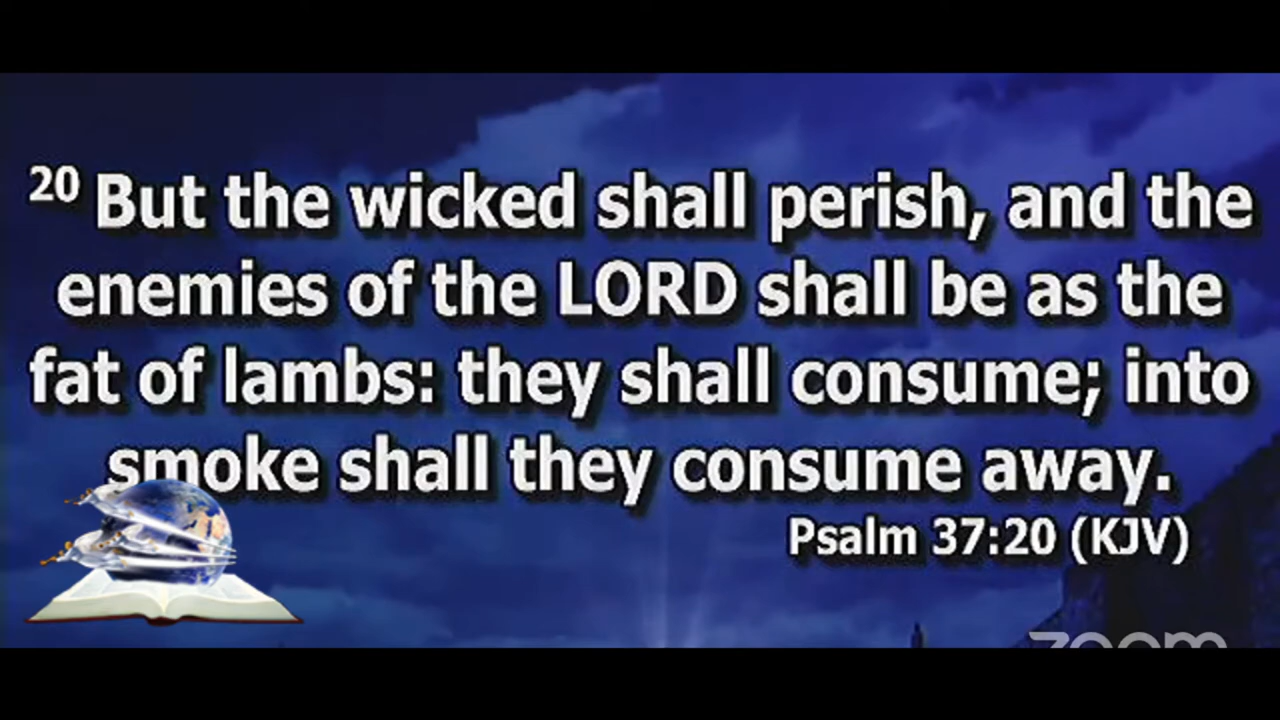 20 But the wicked shall perish, and the
enemies of the LORD shall be as the
fat of lambs: they shall consume; into
smoke shall they consume away.
Psalm 37:20 (KJV)
zoom